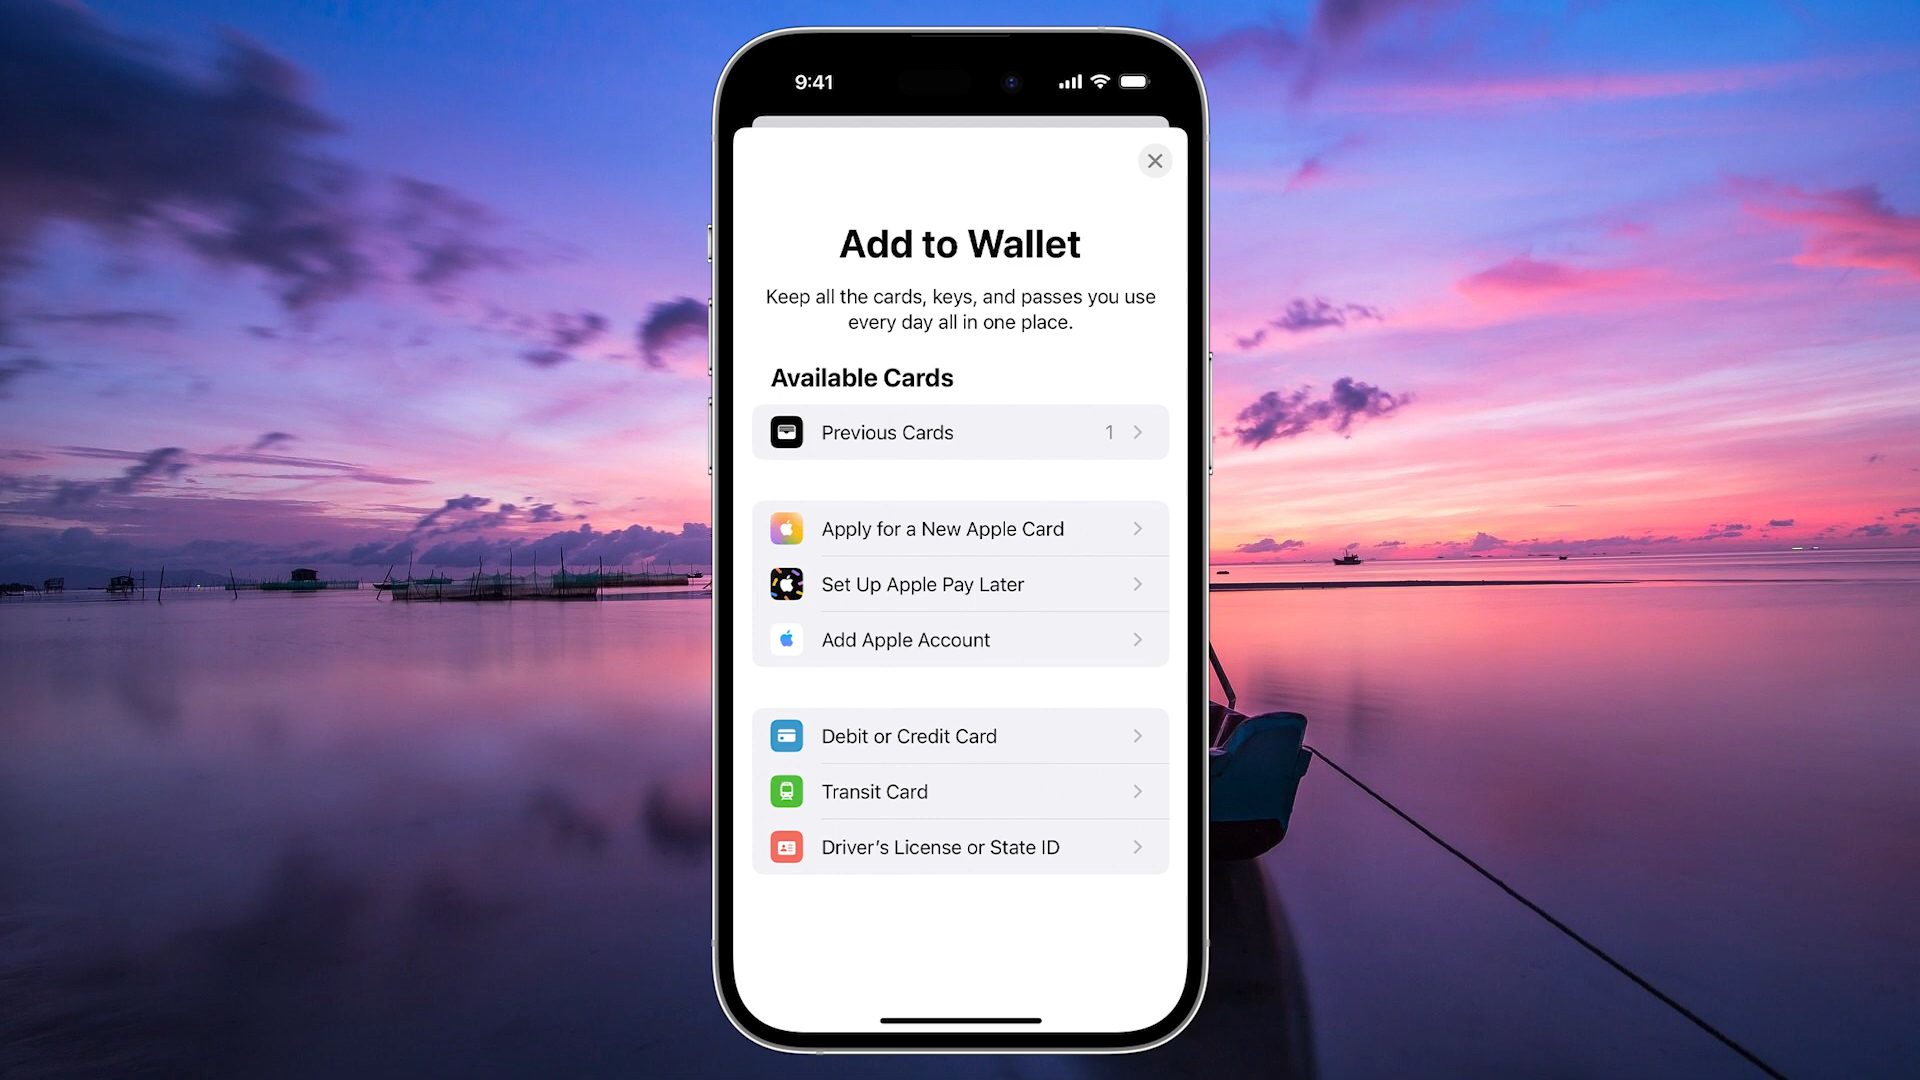 9:41
Add to Wallet
Keep all the cards, keys, and passes you use
every day all in one place.
Available Cards
Previous Cards 1
Apply for a New Apple Card
Set Up Apple Pay Later
Add Apple Account
Debit or Credit Card
Transit Card
Driver’s License or State ID